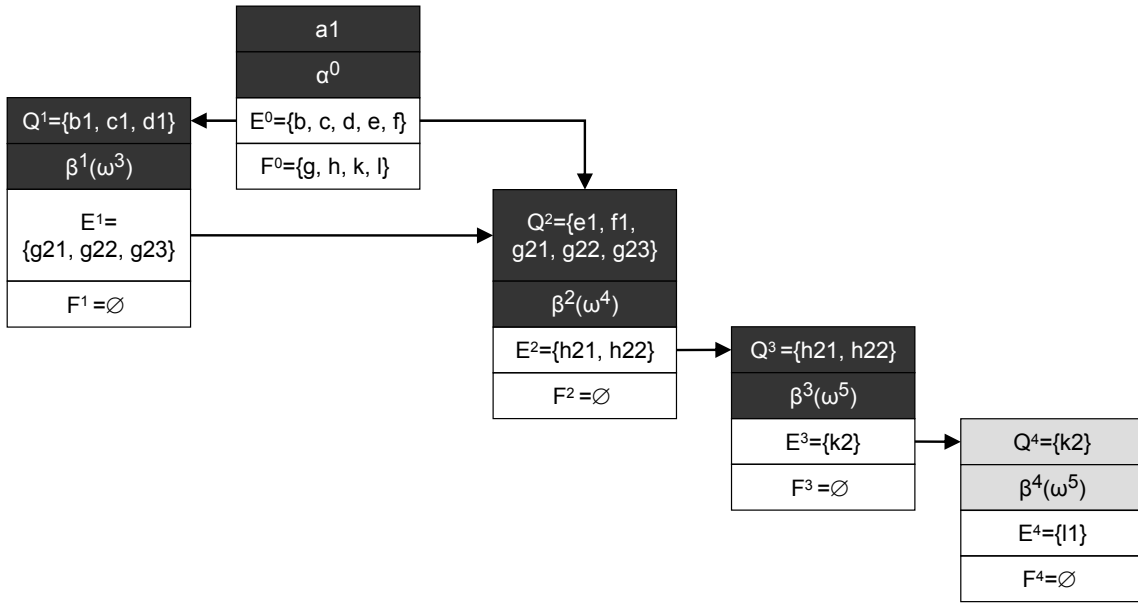 a1
α⁰
E⁰={b, c, d, e, f}
F⁰={g, h, k, l}
Q¹={b1, c1, d1}
β¹(ω³)
E¹=
{g21, g22, g23}
F¹=∅
Q²={e1, f1,
g21, g22, g23}
β²(ω⁴)
E²={h21, h22}
F²=∅
Q³={h21, h22}
β³(ω⁵)
E³={k2}
F³=∅
Q⁴={k2}
β⁴(ω⁵)
E⁴={l1}
F⁴=∅